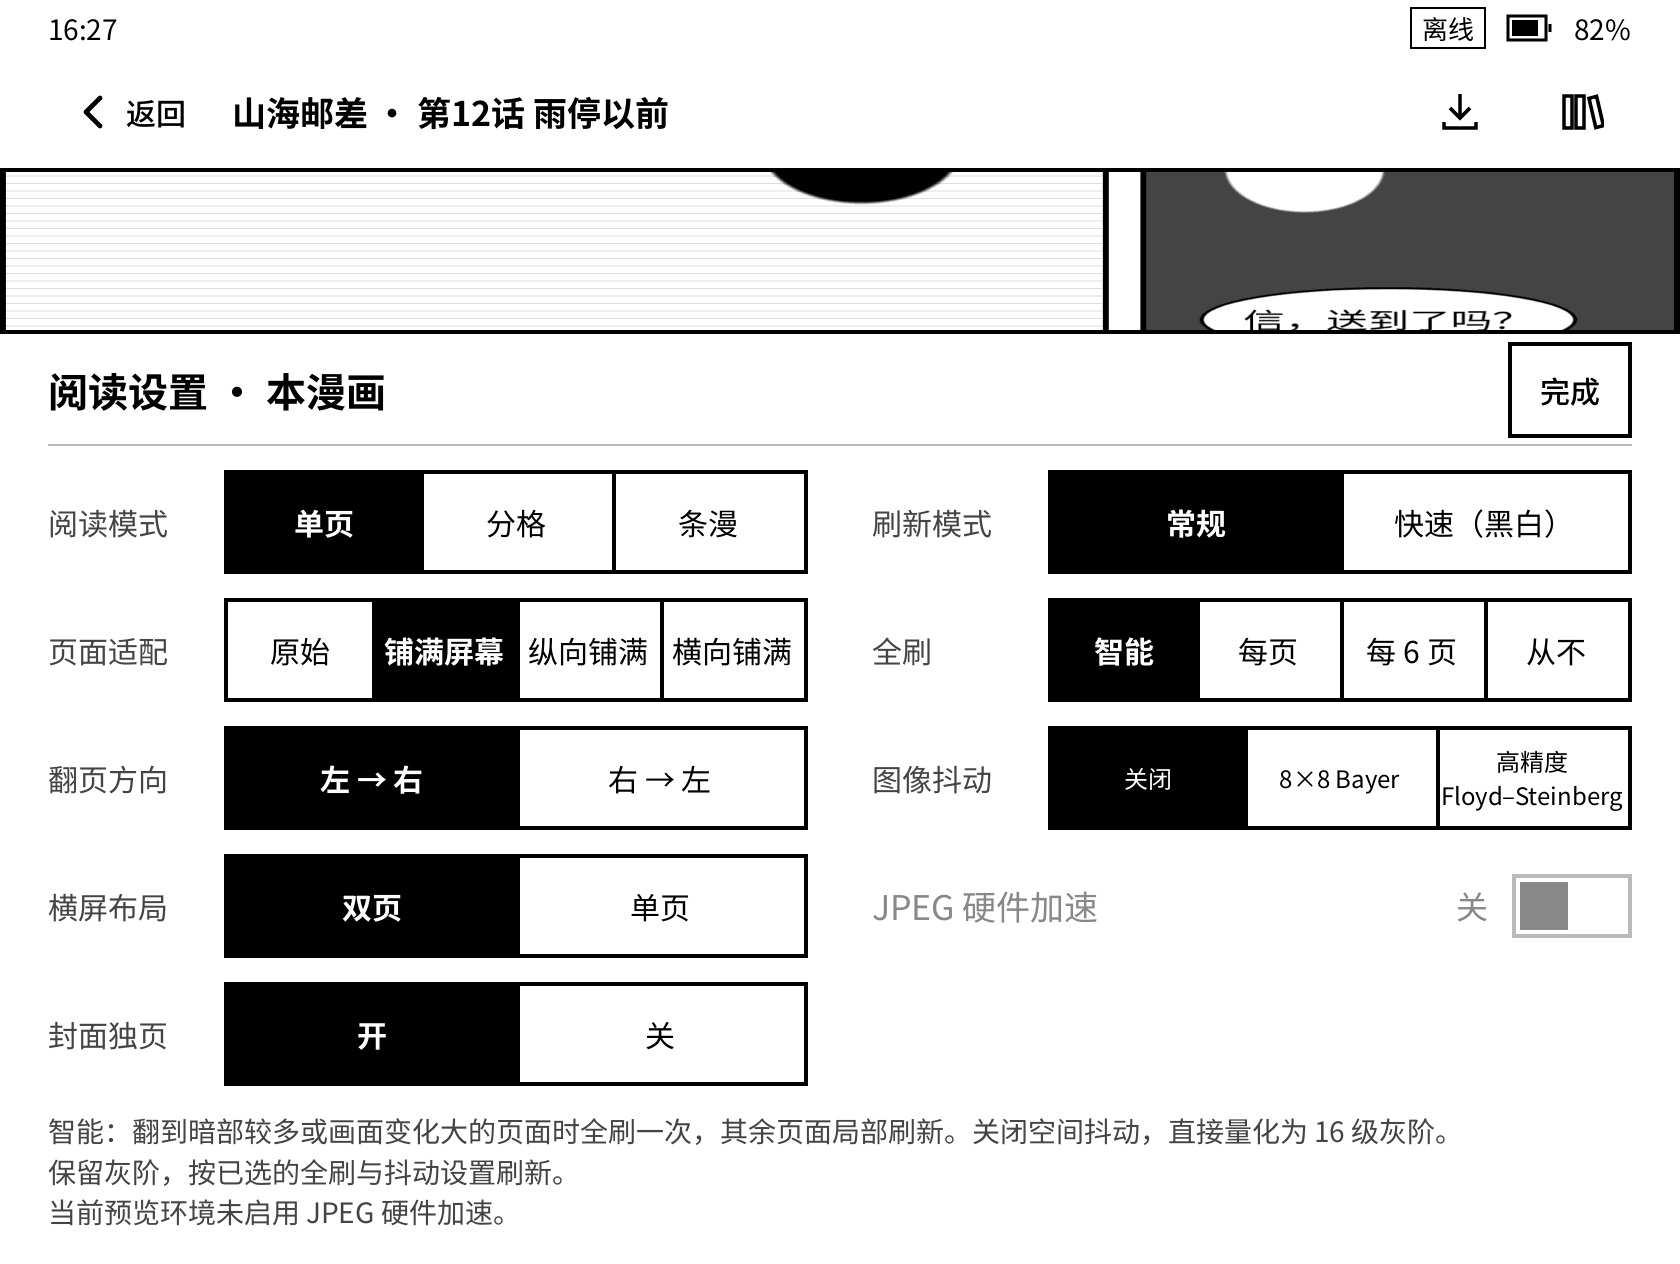 16:27
离线 82%
返回 山海邮差 · 第12话 雨停以前
信，送到了吗？
阅读设置 · 本漫画
完成
阅读模式 单页 分格 条漫
刷新模式 常规 快速（黑白）
页面适配 原始 铺满屏幕 纵向铺满 横向铺满
全刷 智能 每页 每 6 页 从不
翻页方向 左 → 右 右 → 左
图像抖动 关闭 8×8 Bayer 高精度
Floyd–Steinberg
横屏布局 双页 单页
JPEG 硬件加速 关
封面独页 开 关
智能：翻到暗部较多或画面变化大的页面时全刷一次，其余页面局部刷新。关闭空间抖动，直接量化为 16 级灰阶。
保留灰阶，按已选的全刷与抖动设置刷新。
当前预览环境未启用 JPEG 硬件加速。